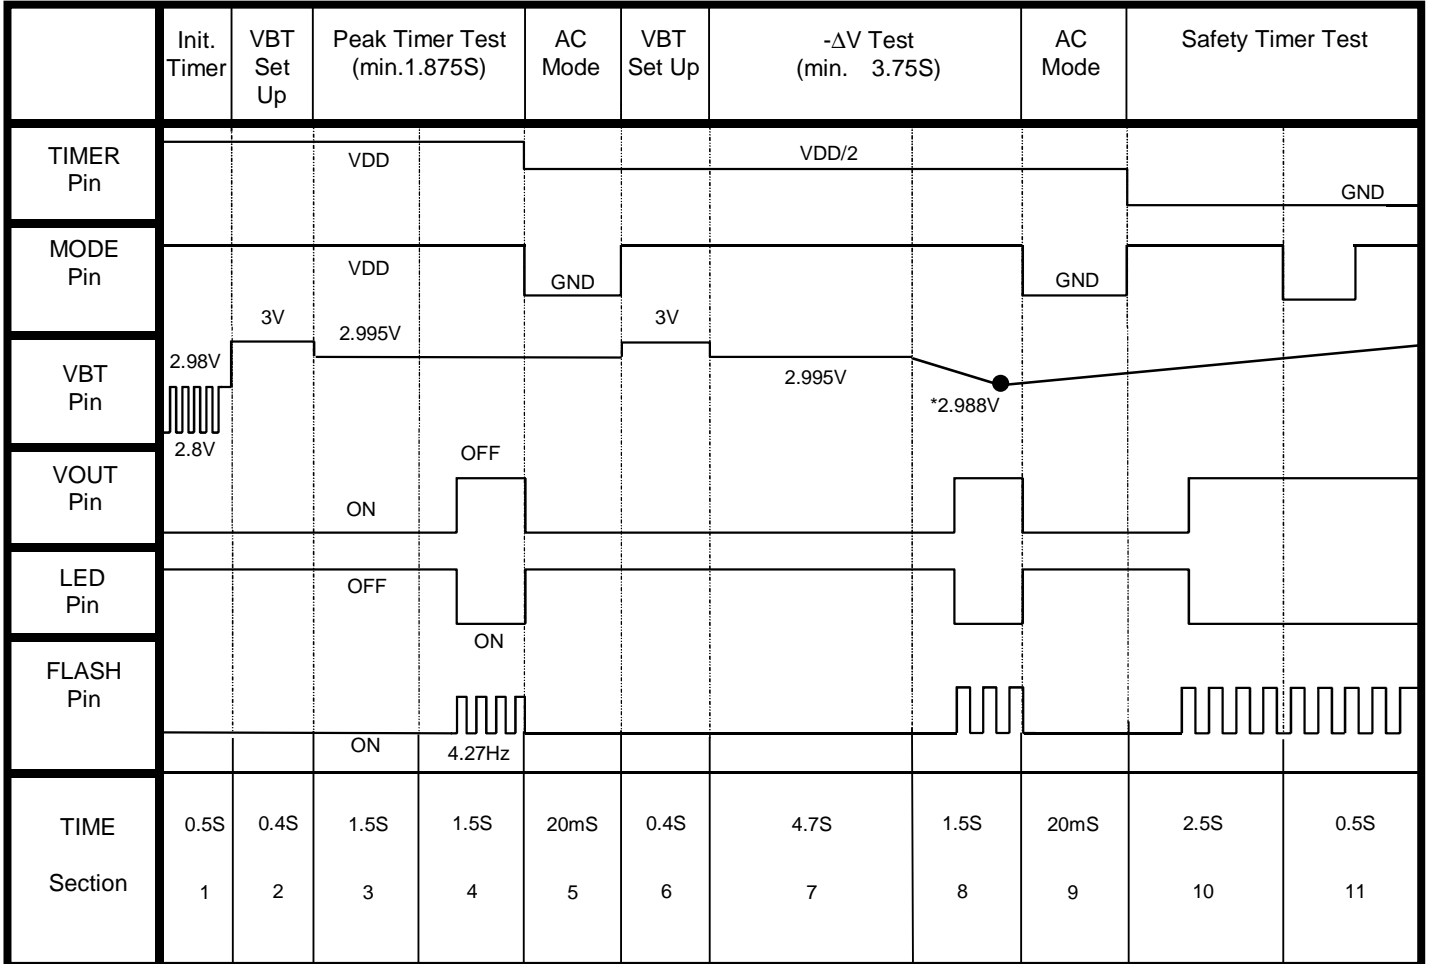 Init.
Timer
VBT
Set
Up
Peak Timer Test
(min.1.875S)
AC
Mode
VBT
Set Up
-∆V Test
(min. 3.75S)
AC
Mode
Safety Timer Test
TIMER
Pin
VDD
VDD/2
GND
MODE
Pin
VDD
GND
GND
VBT
Pin
2.98V
2.8V
3V
2.995V
3V
2.995V
*2.988V
VOUT
Pin
ON
OFF
LED
Pin
OFF
ON
FLASH
Pin
ON
4.27Hz
TIME
0.5S 0.4S 1.5S 1.5S 20mS 0.4S 4.7S 1.5S 20mS 2.5S 0.5S
Section
1 2 3 4 5 6 7 8 9 10 11